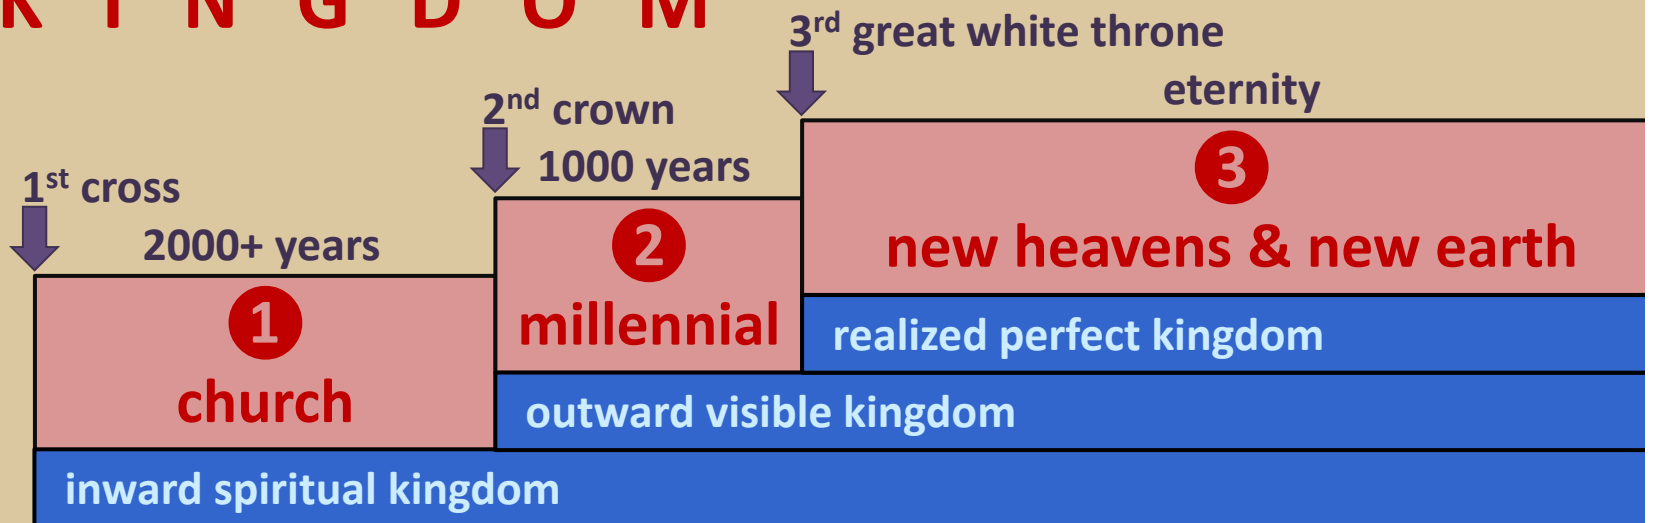 K I N G D O M
3rd great white throne
eternity
2nd crown
1000 years
1st cross
2000+ years
3
new heavens & new earth
2
millennial
1
church
realized perfect kingdom
outward visible kingdom
inward spiritual kingdom